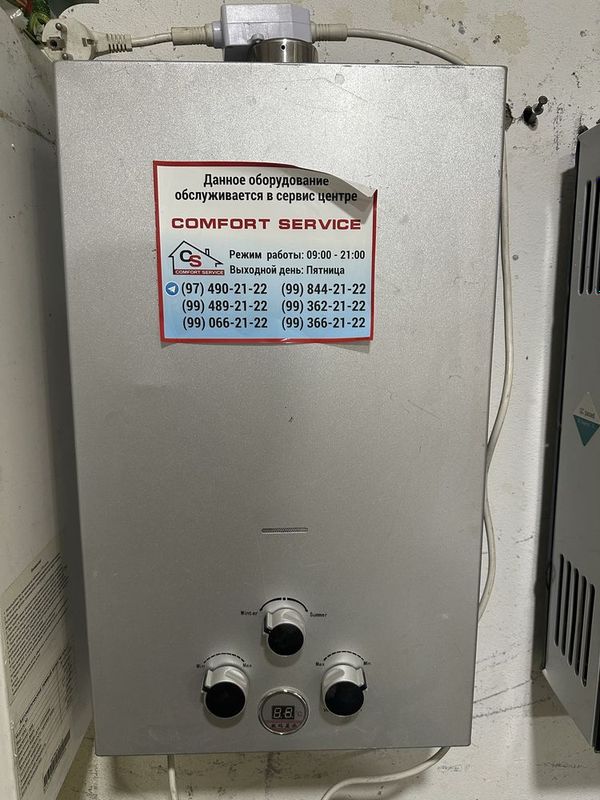 Данное оборудование
обслуживается в сервис центре
COMFORT SERVICE
CS
COMFORT SERVICE
Режим работы: 09:00 - 21:00
Выходной день: Пятница
(97) 490-21-22 (99) 844-21-22
(99) 489-21-22 (99) 362-21-22
(99) 066-21-22 (99) 366-21-22
Winter Summer
Min Max
Max Min
88 °C